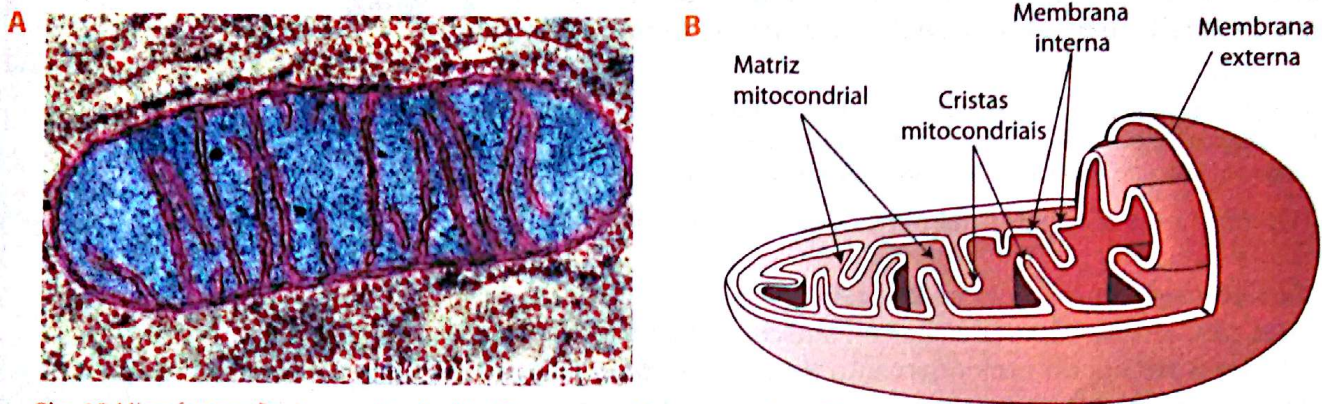 A
B
Membrana
interna
Membrana
externa
Matriz
mitocondrial
Cristas
mitocondriais